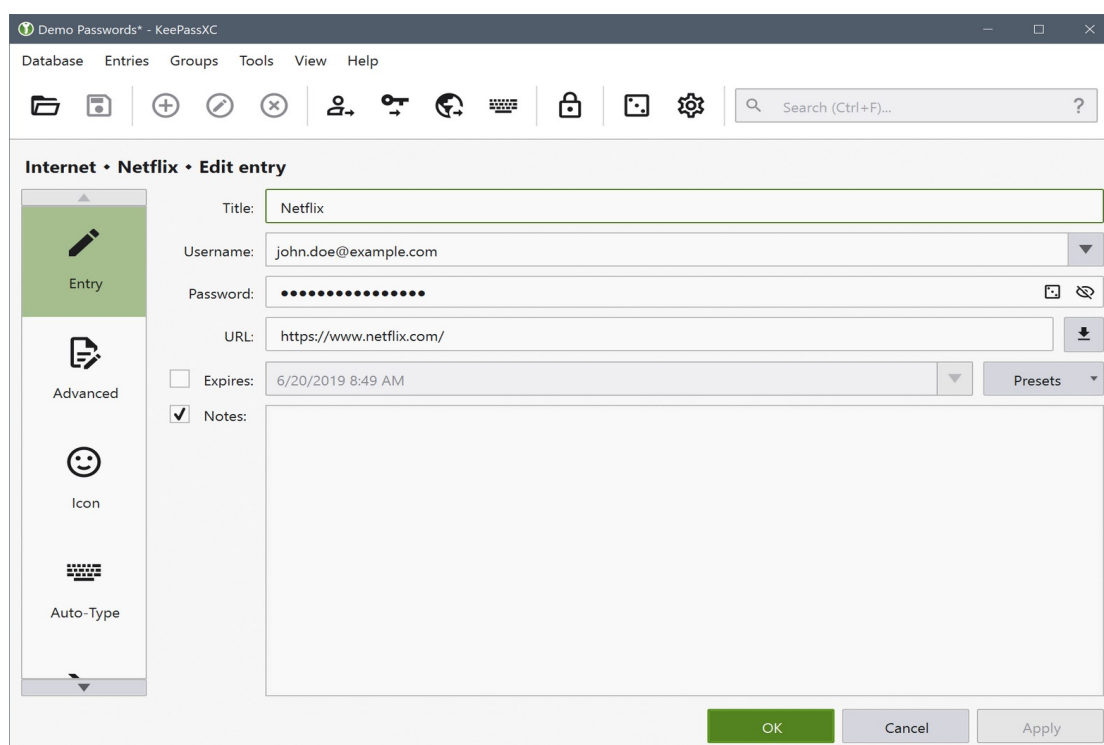 Demo Passwords* - KeePassXC
Database Entries Groups Tools View Help
Search (Ctrl+F)... ?
Internet • Netflix • Edit entry
Title: Netflix
Entry
Username: john.doe@example.com
Password: ••••••••••••••••
URL: https://www.netflix.com/
Advanced
Expires: 6/20/2019 8:49 AM Presets
Notes:
Icon
Auto-Type
OK Cancel Apply